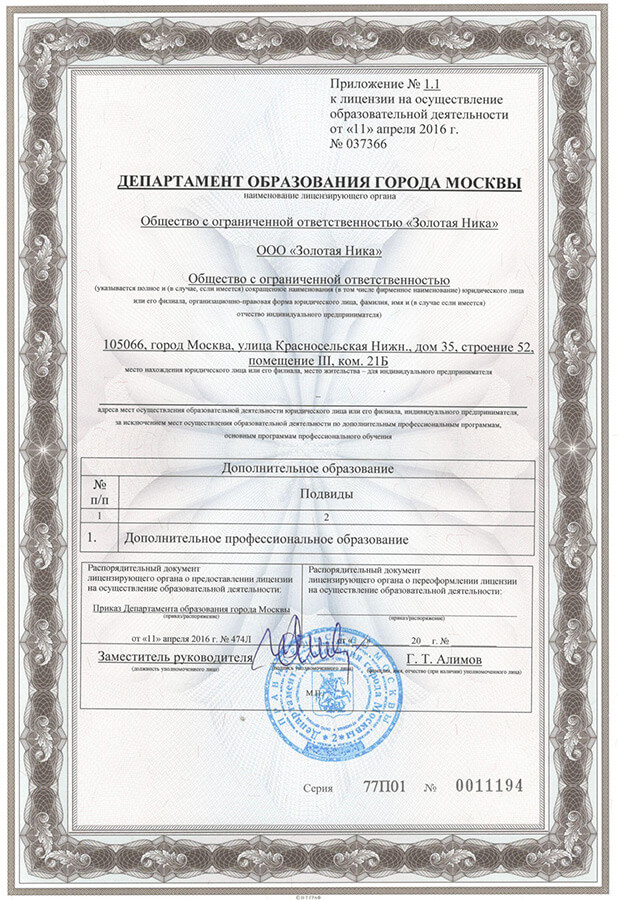 Приложение № 1.1
к лицензии на осуществление
образовательной деятельности
от «11» апреля 2016 г.
№ 037366
ДЕПАРТАМЕНТ ОБРАЗОВАНИЯ ГОРОДА МОСКВЫ
наименование лицензирующего органа
Общество с ограниченной ответственностью «Золотая Ника»
ООО «Золотая Ника»
Общество с ограниченной ответственностью
(указывается полное и (в случае, если имеется) сокращенное наименования (в том числе фирменное наименование) юридического лица
или его филиала, организационно-правовая форма юридического лица, фамилия, имя и (в случае если имеется)
отчество индивидуального предпринимателя)
105066, город Москва, улица Красносельская Нижн., дом 35, строение 52,
помещение III, ком. 21Б
место нахождения юридического лица или его филиала, место жительства – для индивидуального предпринимателя
–
адреса мест осуществления образовательной деятельности юридического лица или его филиала, индивидуального предпринимателя,
за исключением мест осуществления образовательной деятельности по дополнительным профессиональным программам,
основным программам профессионального обучения
Дополнительное образование
№ п/п Подвиды
1 2
1. Дополнительное профессиональное образование
Распорядительный документ
лицензирующего органа о предоставлении лицензии
на осуществление образовательной деятельности:
Приказ Департамента образования города Москвы
(приказ/распоряжение)
от «11» апреля 2016 г. № 474Л
Распорядительный документ
лицензирующего органа о переоформлении лицензии
на осуществление образовательной деятельности:
(приказ/распоряжение)
от « 20 г. №
Заместитель руководителя Г. Т. Алимов
(должность уполномоченного лица) (подпись уполномоченного лица) (фамилия, имя, отчество (при наличии) уполномоченного лица)
М.П.
Департамент образования города Москвы
* 2 *
Серия 77П01 № 0011194